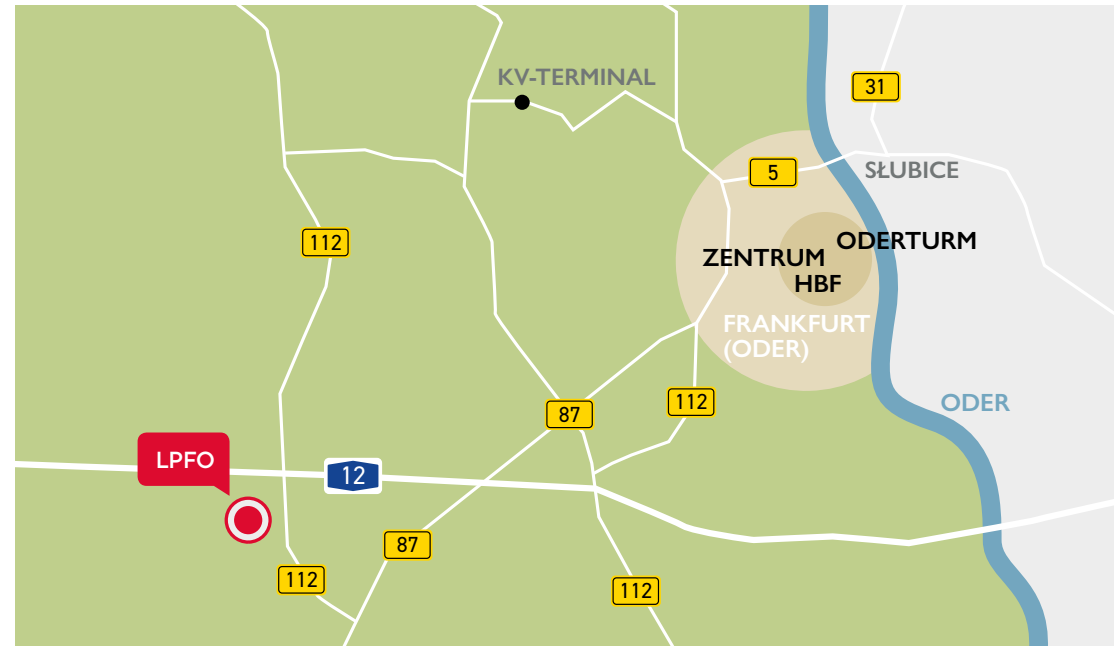 KV-TERMINAL
31
5
SŁUBICE
112
ODERTURM
ZENTRUM
HBF
FRANKFURT
(ODER)
112
87
ODER
LPFO
12
87
112
112